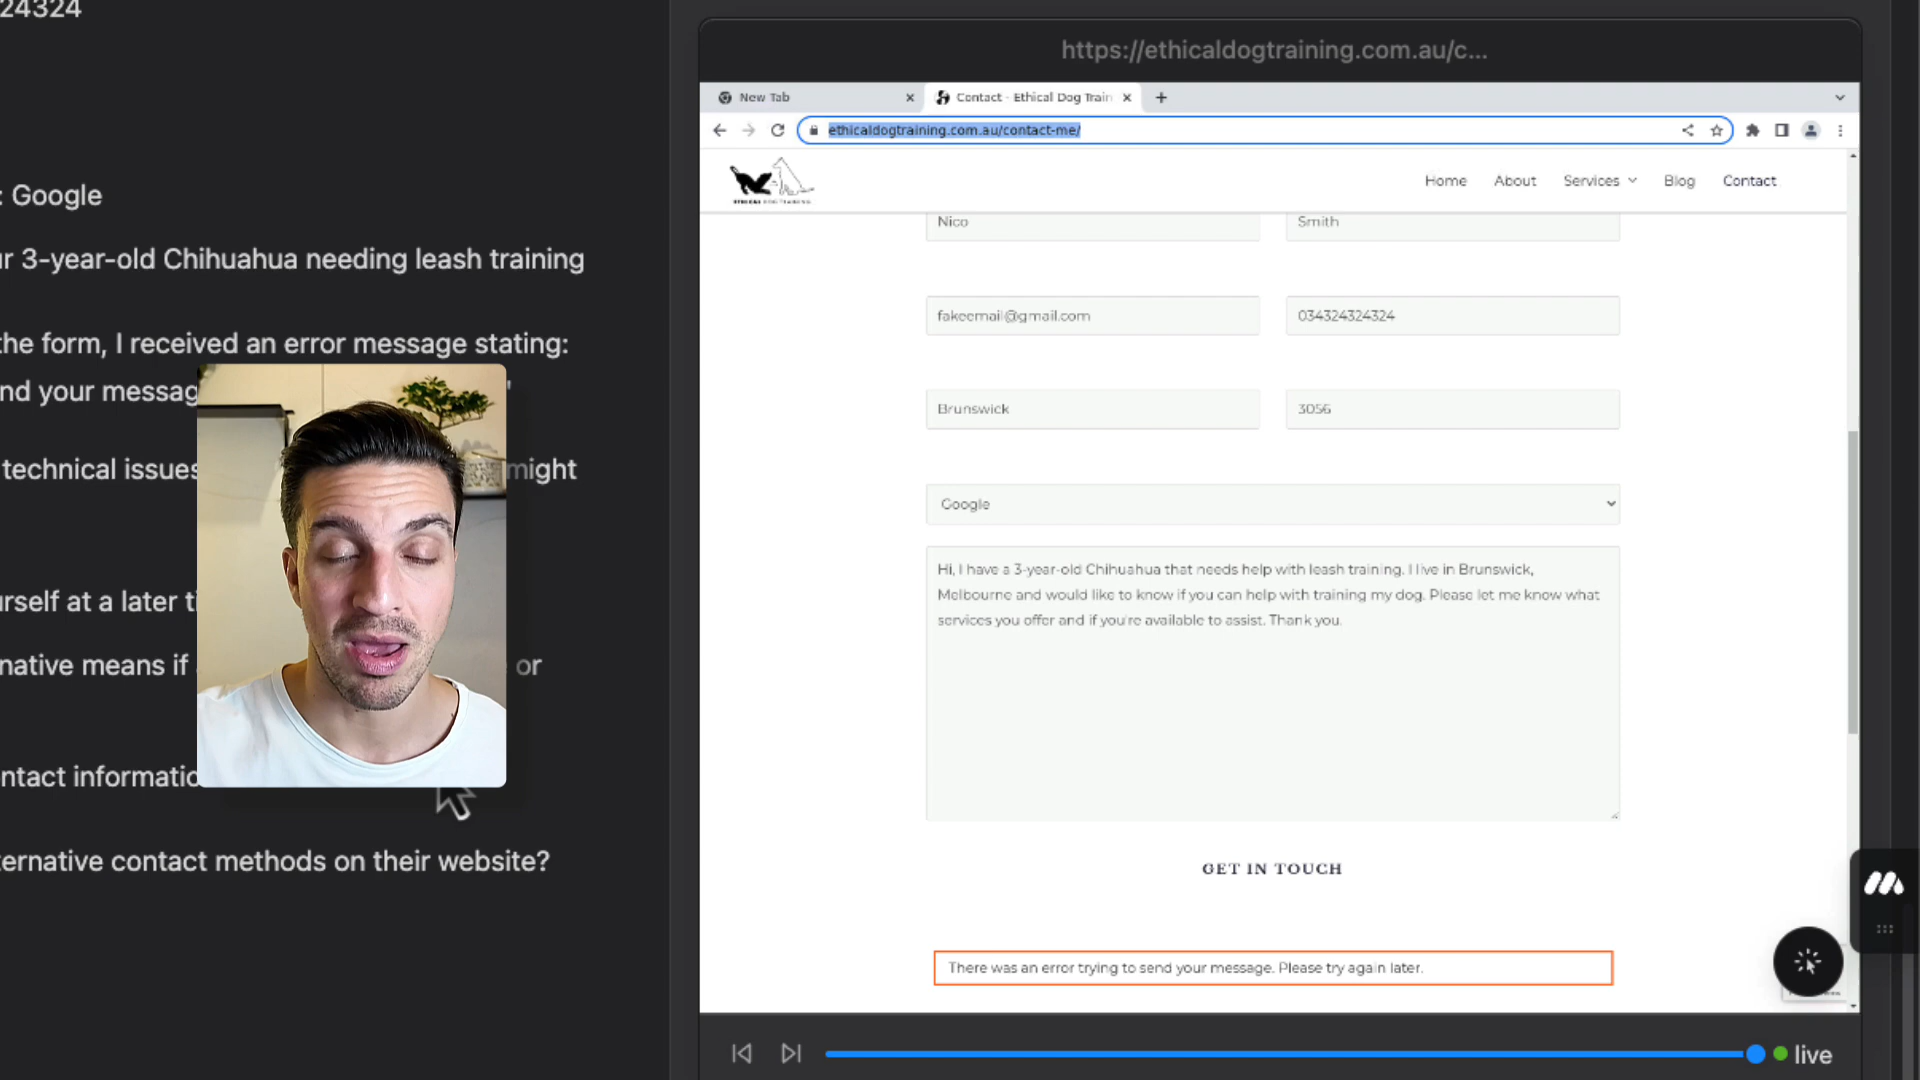 24324
: Google
r 3-year-old Chihuahua needing leash training
the form, I received an error message stating:
nd your messag
technical issues
might
rself at a later ti
native means if
or
ntact informatio
ternative contact methods on their website?
https://ethicaldogtraining.com.au/c...
New Tab
Contact - Ethical Dog Train
ethicaldogtraining.com.au/contact-me/
ETHICAL DOG TRAINING
Home About Services Blog Contact
Nico Smith
fakeemail@gmail.com 034324324324
Brunswick 3056
Google
Hi, I have a 3-year-old Chihuahua that needs help with leash training. I live in Brunswick,
Melbourne and would like to know if you can help with training my dog. Please let me know what
services you offer and if you're available to assist. Thank you.
GET IN TOUCH
There was an error trying to send your message. Please try again later.
live